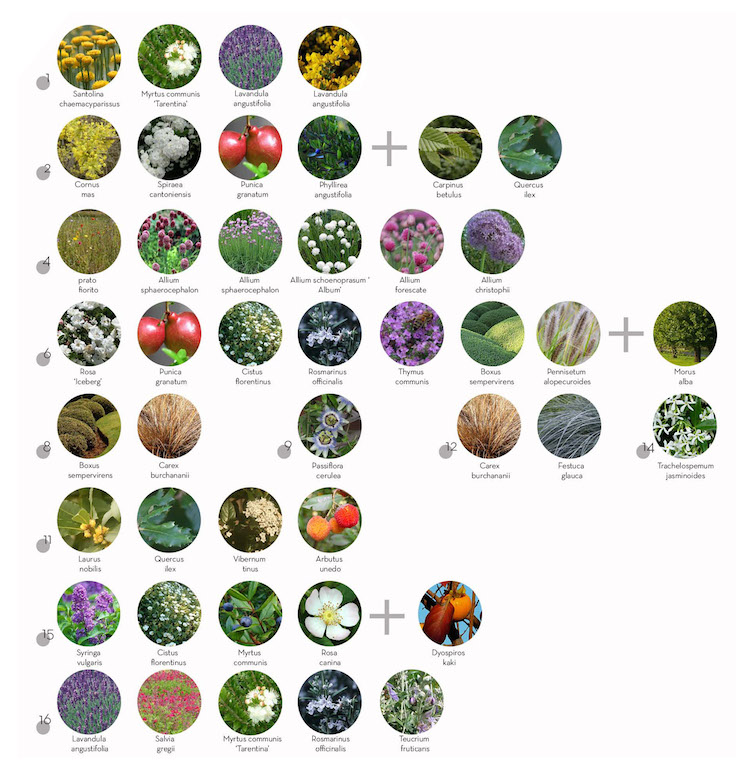 1
Santolina
chaemacyparissus
Myrtus communis
'Tarentina'
Lavandula
angustifolia
Lavandula
angustifolia
2
Cornus
mas
Spiraea
cantoniensis
Punica
granatum
Phyllirea
angustifolia
Carpinus
betulus
Quercus
ilex
4
prato
fiorito
Allium
sphaerocephalon
Allium
sphaerocephalon
Allium schoenoprasum '
Album'
Allium
forescate
Allium
christophii
6
Rosa
'Iceberg'
Punica
granatum
Cistus
florentinus
Rosmarinus
officinalis
Thymus
communis
Boxus
sempervirens
Pennisetum
alopecuroides
Morus
alba
8
Boxus
sempervirens
Carex
burchananii
9
Passiflora
cerulea
12
Carex
burchananii
Festuca
glauca
14
Trachelospemum
jasminoides
11
Laurus
nobilis
Quercus
ilex
Vibernum
tinus
Arbutus
unedo
15
Syringa
vulgaris
Cistus
florentinus
Myrtus
communis
Rosa
canina
Dyospiros
kaki
16
Lavandula
angustifolia
Salvia
gregii
Myrtus communis
'Tarentina'
Rosmarinus
officinalis
Teucrium
fruticans